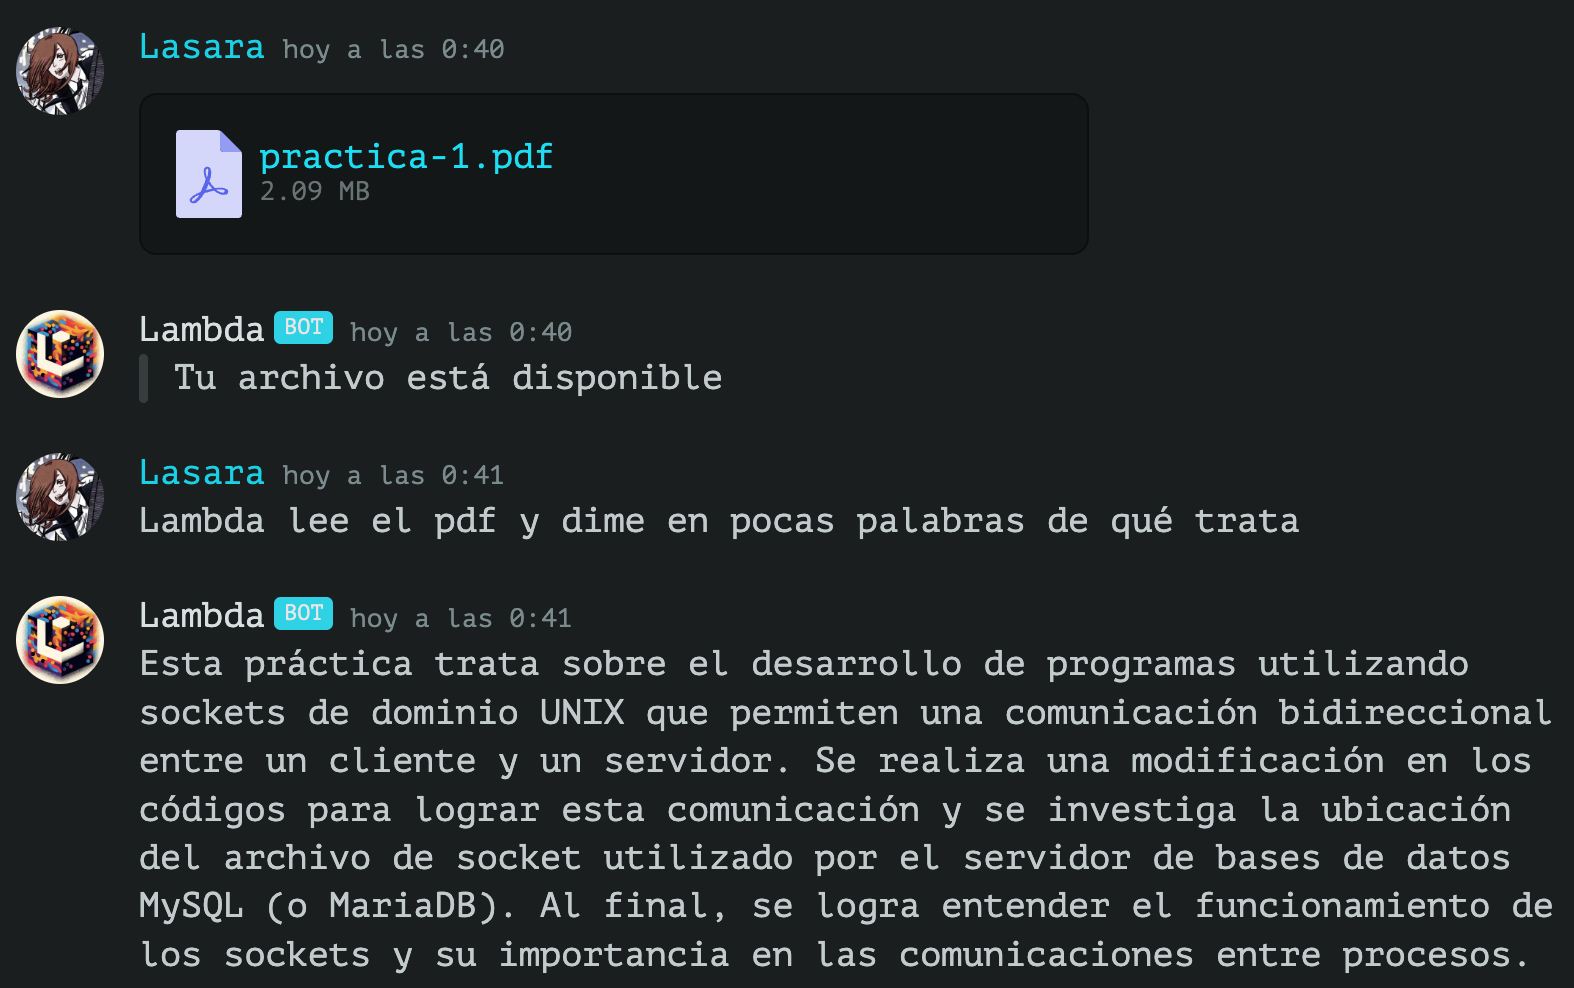 Lasara hoy a las 0:40
practica-1.pdf
2.09 MB
Lambda BOT hoy a las 0:40
Tu archivo está disponible
Lasara hoy a las 0:41
Lambda lee el pdf y dime en pocas palabras de qué trata
Lambda BOT hoy a las 0:41
Esta práctica trata sobre el desarrollo de programas utilizando
sockets de dominio UNIX que permiten una comunicación bidireccional
entre un cliente y un servidor. Se realiza una modificación en los
códigos para lograr esta comunicación y se investiga la ubicación
del archivo de socket utilizado por el servidor de bases de datos
MySQL (o MariaDB). Al final, se logra entender el funcionamiento de
los sockets y su importancia en las comunicaciones entre procesos.